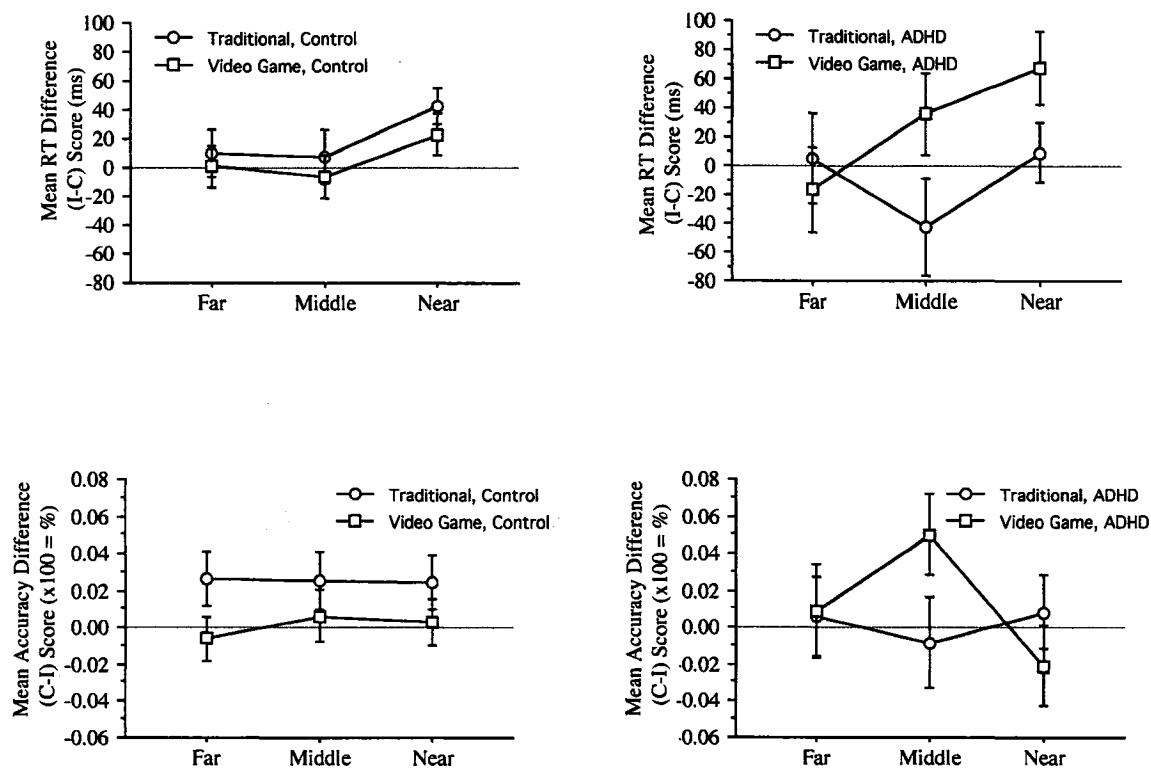 Mean RT Difference
(I-C) Score (ms)
100
80
60
40
20
0
-20
-40
-60
-80
Traditional, Control
Video Game, Control
Far Middle Near
Mean RT Difference
(I-C) Score (ms)
100
80
60
40
20
0
-20
-40
-60
-80
Traditional, ADHD
Video Game, ADHD
Far Middle Near
Mean Accuracy Difference
(C-I) Score (x100 = %)
0.08
0.06
0.04
0.02
0.00
-0.02
-0.04
-0.06
Traditional, Control
Video Game, Control
Far Middle Near
Mean Accuracy Difference
(C-I) Score (x100 = %)
0.08
0.06
0.04
0.02
0.00
-0.02
-0.04
-0.06
Traditional, ADHD
Video Game, ADHD
Far Middle Near